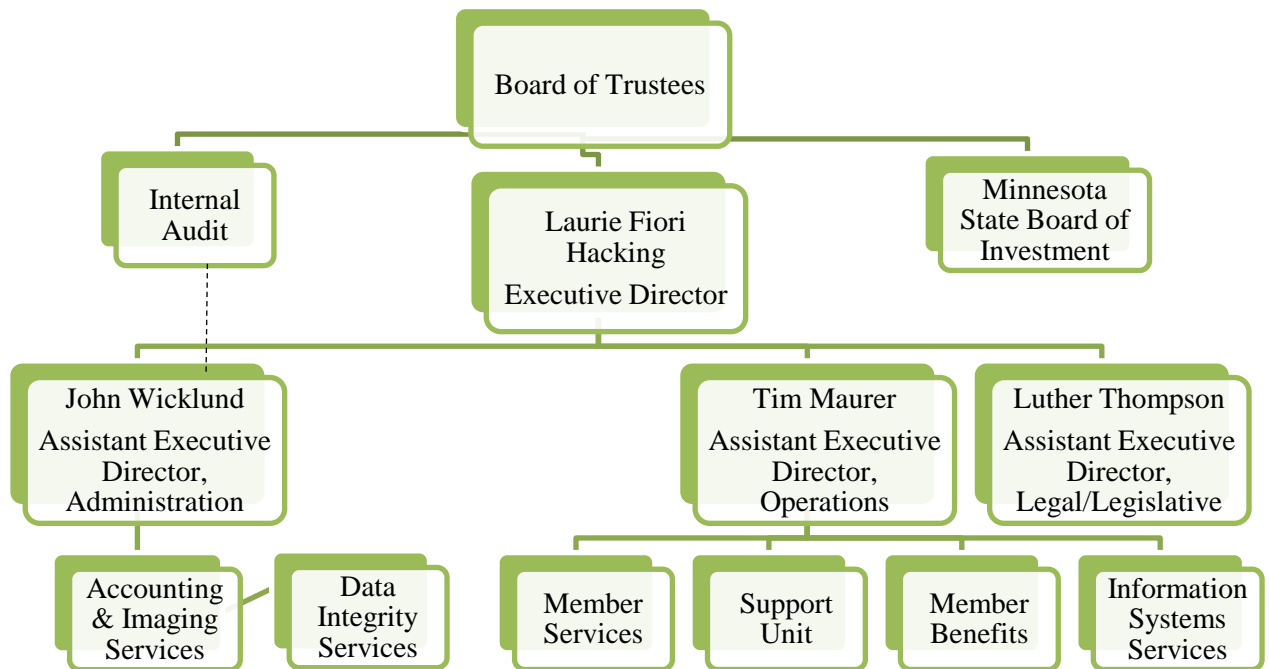 Board of Trustees
Internal
Audit
Laurie Fiori
Hacking
Executive Director
Minnesota
State Board of
Investment
John Wicklund
Assistant Executive
Director,
Administration
Tim Maurer
Assistant Executive
Director,
Operations
Luther Thompson
Assistant Executive
Director,
Legal/Legislative
Accounting
& Imaging
Services
Data
Integrity
Services
Member
Services
Support
Unit
Member
Benefits
Information
Systems
Services